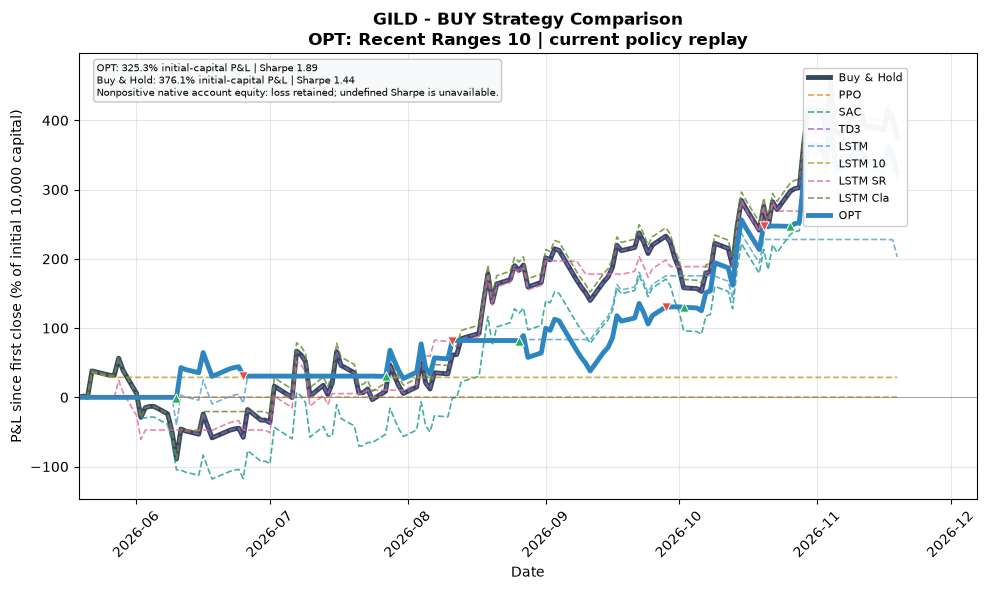 GILD - BUY Strategy Comparison
OPT: Recent Ranges 10 | current policy replay
OPT: 325.3% initial-capital P&L | Sharpe 1.89
Buy & Hold: 376.1% initial-capital P&L | Sharpe 1.44
Nonpositive native account equity: loss retained; undefined Sharpe is unavailable.
Buy & Hold
PPO
SAC
TD3
LSTM
LSTM 10
LSTM SR
LSTM Cla
OPT
P&L since first close (% of initial 10,000 capital)
400
300
200
100
0
−100
2026-06
2026-07
2026-08
2026-09
2026-10
2026-11
2026-12
Date